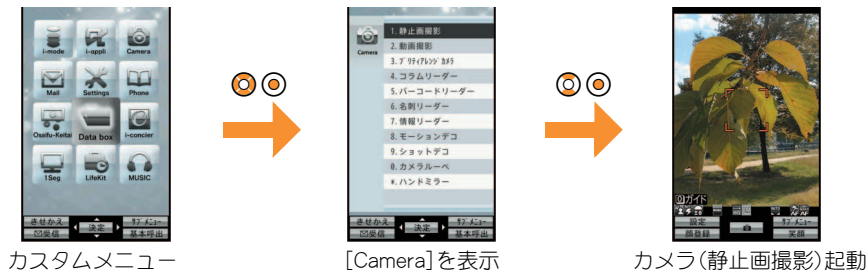 i-mode
i-appli
Camera
Mail
Settings
Phone
Osaifu-Keitai
Data box
i-concier
1Seg
LifeKit
MUSIC
きせかえ
サブメニュー
✉受信
決定
基本呼出
カスタムメニュー
Camera
1.静止画撮影
2.動画撮影
3.プリティアレンジカメラ
4.コラムリーダー
5.バーコードリーダー
6.名刺リーダー
7.情報リーダー
8.モーションデコ
9.ショットデコ
0.カメラルーペ
*.ハンドミラー
きせかえ
サブメニュー
✉受信
決定
基本呼出
[Camera]を表示
ガイド
設定
サブメニュー
顔登録
笑顔
カメラ(静止画撮影)起動